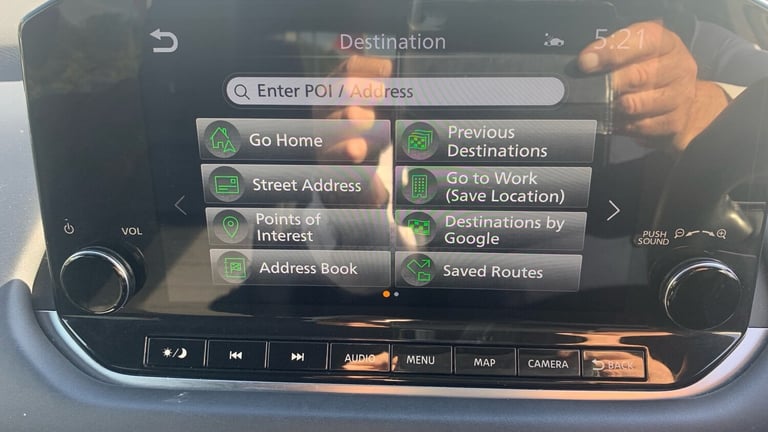 Destination
5:21
Enter POI / Address
Go Home
Previous
Destinations
Street Address
Go to Work
(Save Location)
Points of
Interest
Destinations by
Google
Address Book
Saved Routes
VOL
PUSH
SOUND
AUDIO
MENU
MAP
CAMERA
BACK